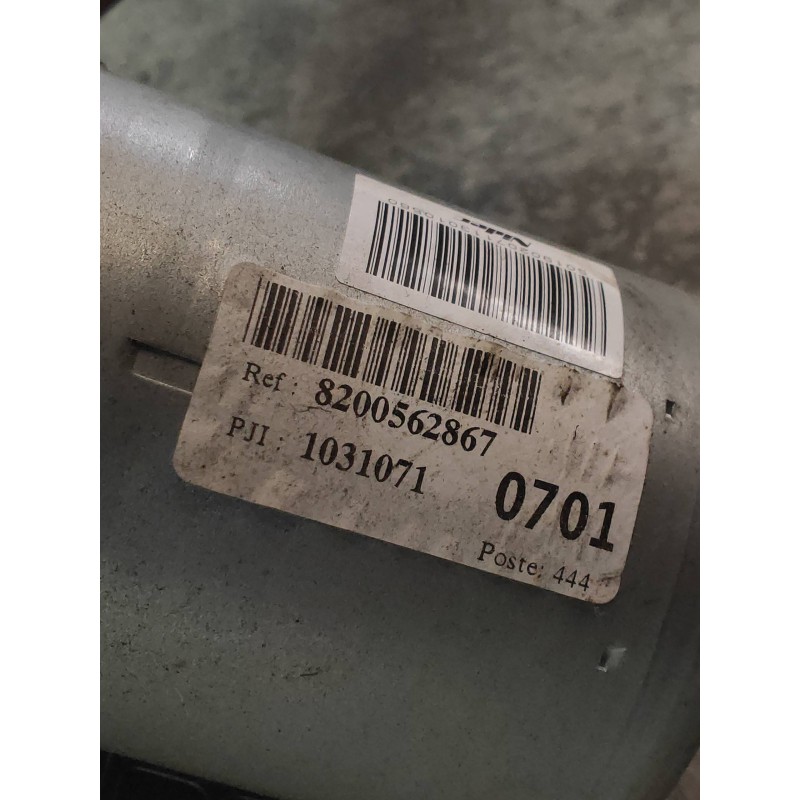 Ref : 8200562867
PJI : 1031071
0701
Poste: 444